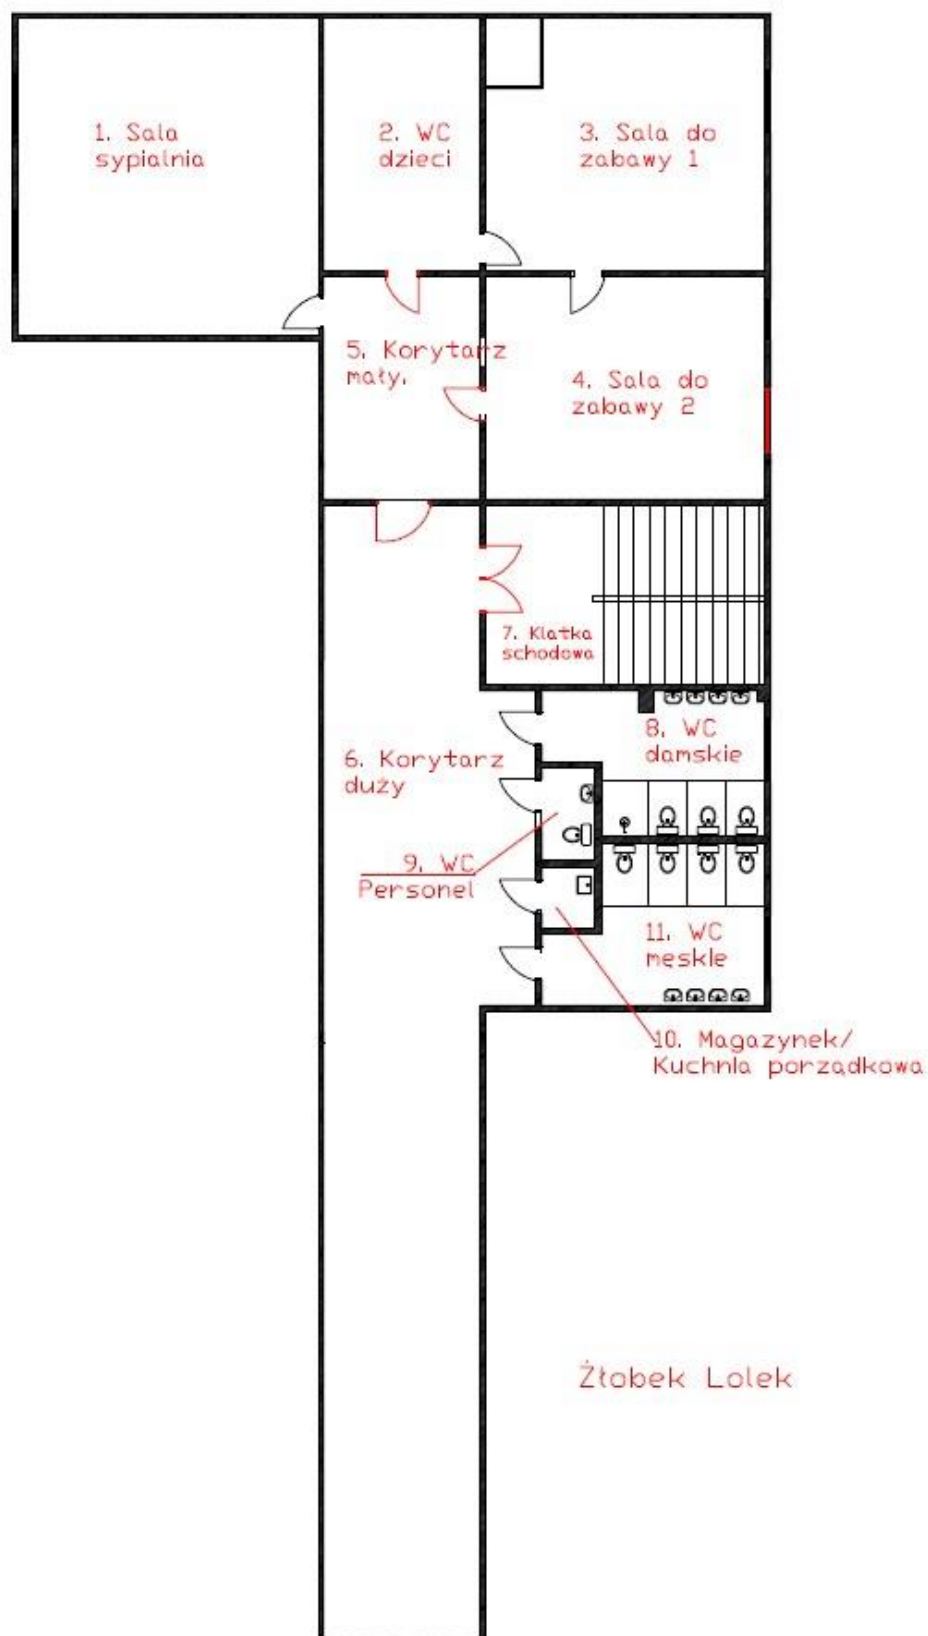 1. Sala
sypialnia
2. WC
dzieci
3. Sala do
zabawy 1
5. Korytarz
mały.
4. Sala do
zabawy 2
7. Klatka
schodowa
6. Korytarz
duży
8. WC
damskie
9. WC
Personel
11. WC
męskie
10. Magazynek/
Kuchnia porządkowa
Żłobek Lolek